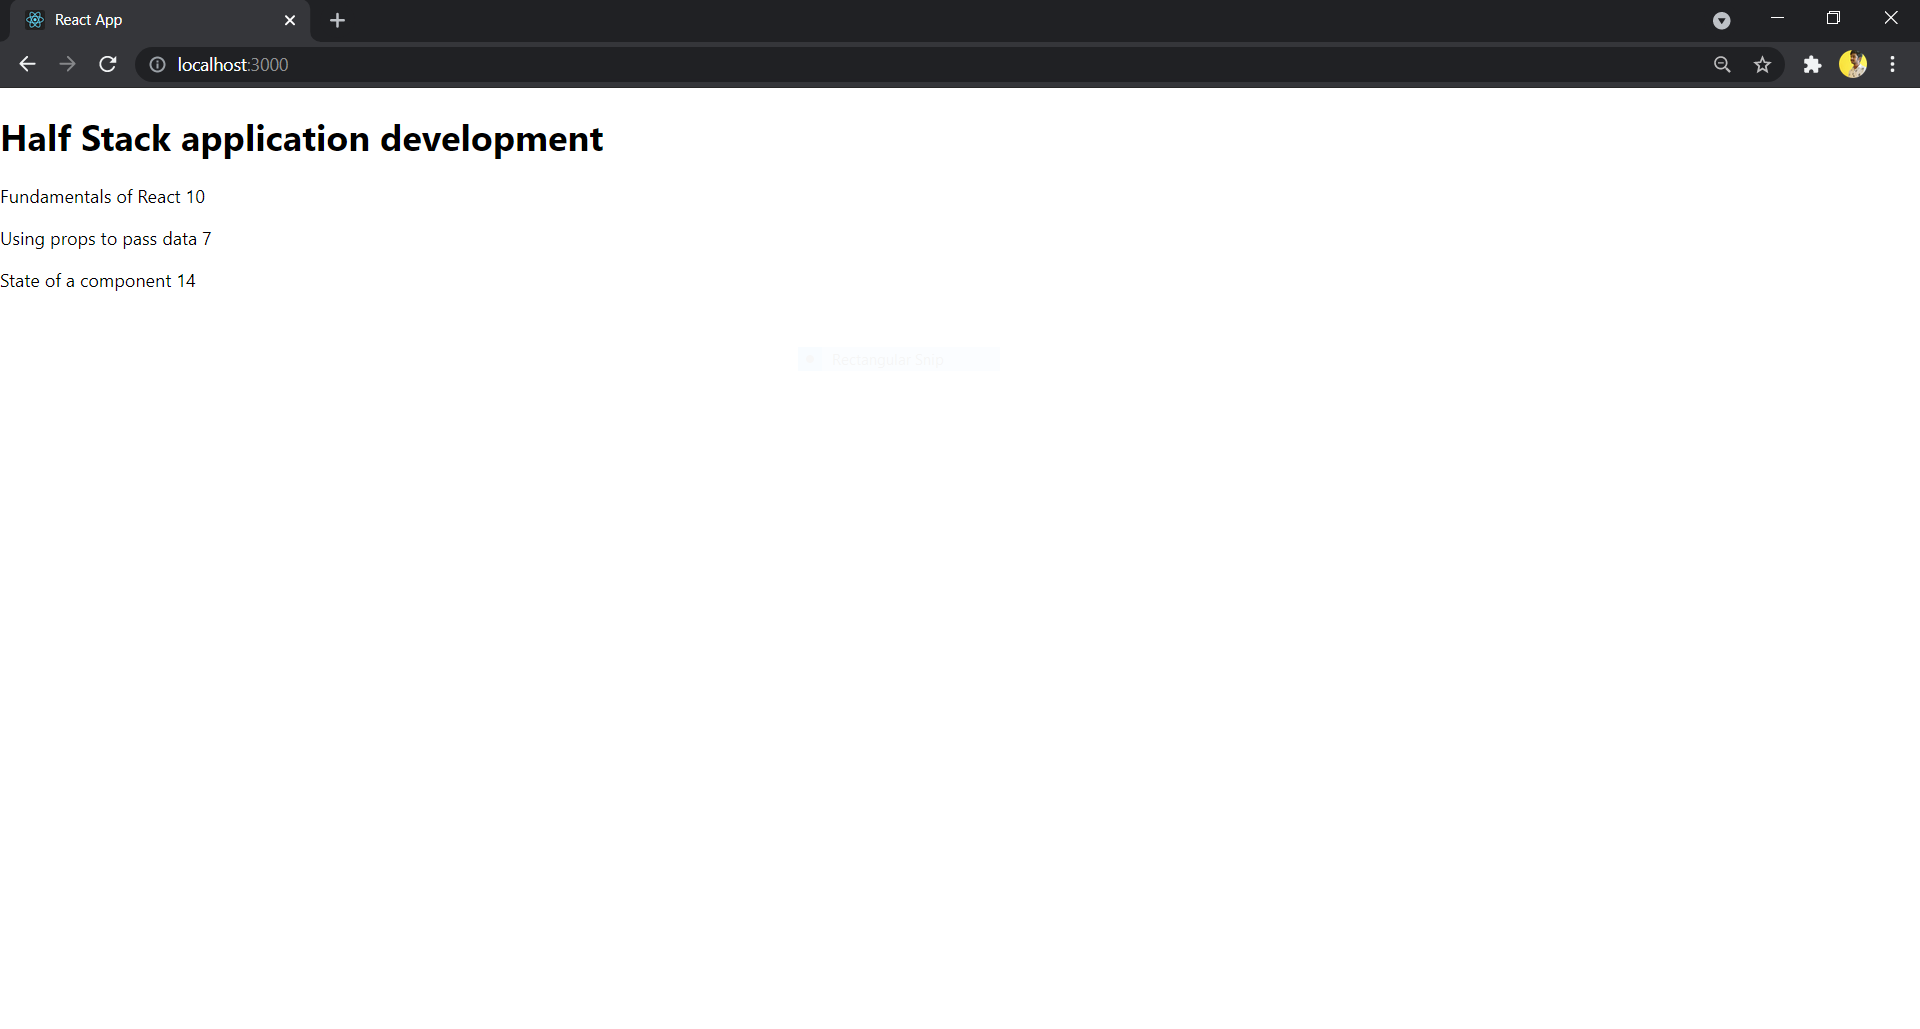 React App
localhost:3000
Half Stack application development
Fundamentals of React 10
Using props to pass data 7
State of a component 14
Rectangular Snip